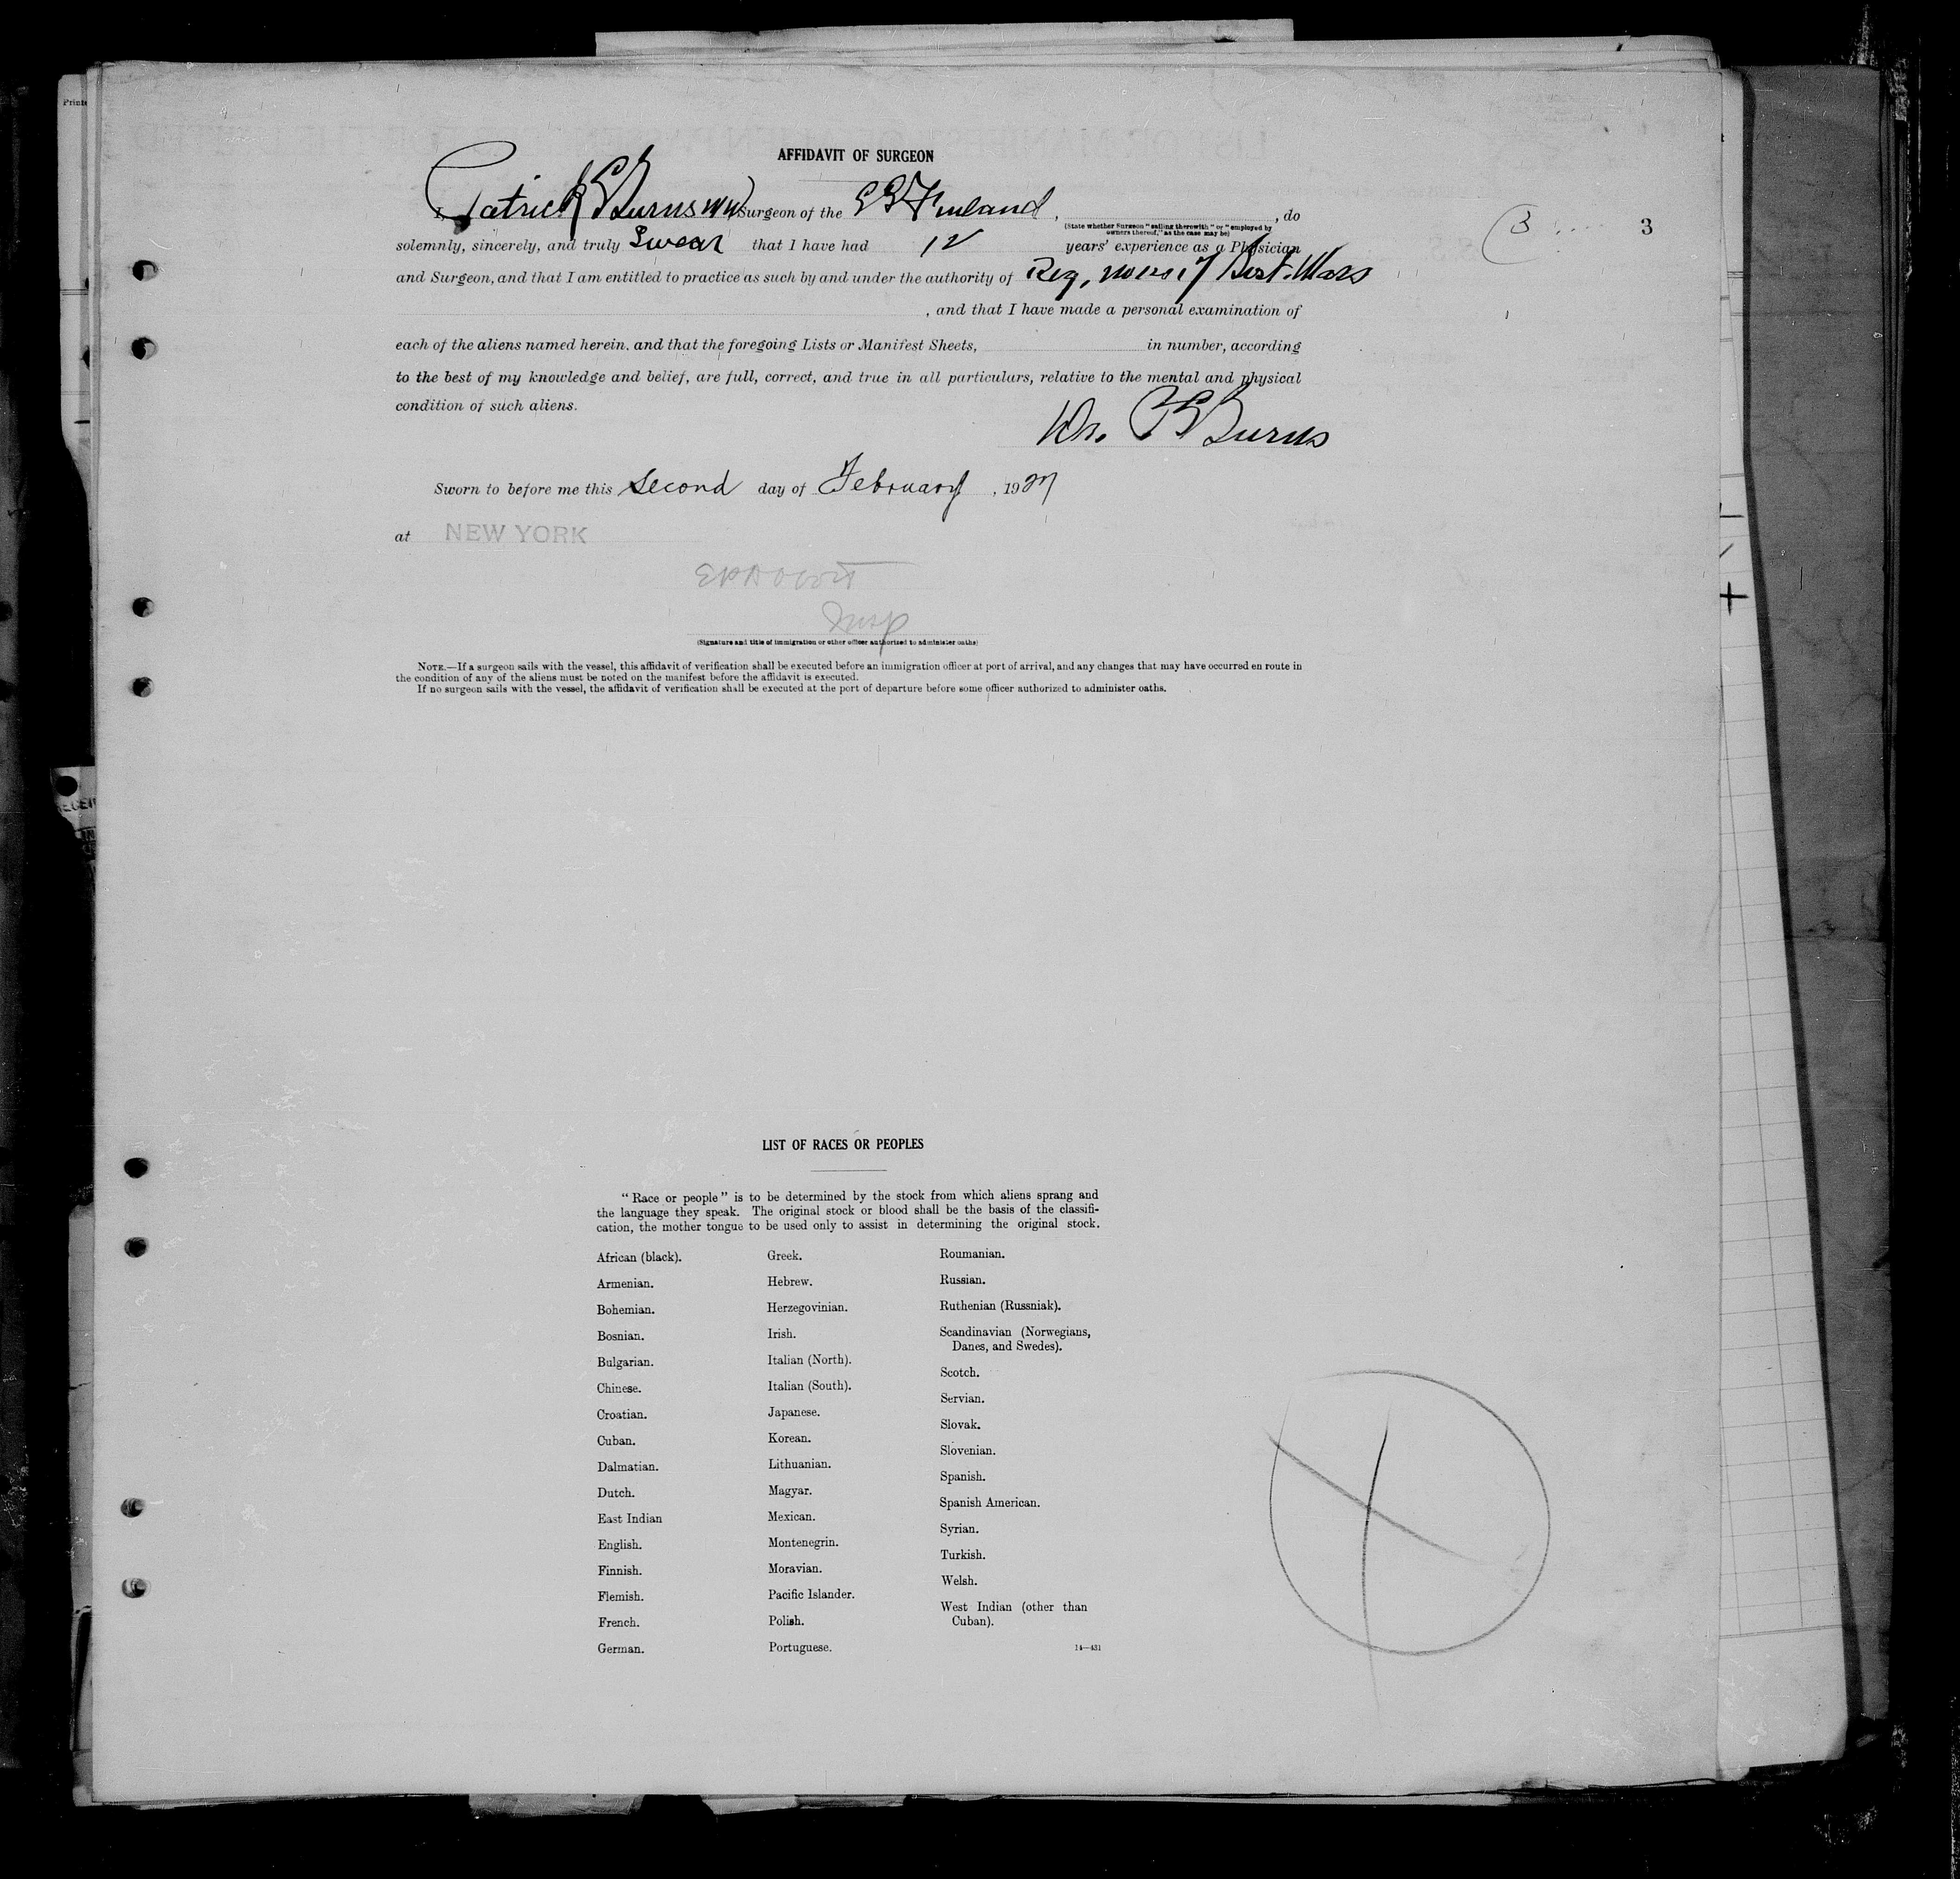 AFFIDAVIT OF SURGEON
I, Patrick S Burns MD Surgeon of the SS Finland, , do
(State whether Surgeon "sailing therewith" or "employed by
owners thereof," as the case may be)
solemnly, sincerely, and truly Swear that I have had 12 years' experience as a Physician
3
3
and Surgeon, and that I am entitled to practice as such by and under the authority of Reg, Mass
, and that I have made a personal examination of
each of the aliens named herein, and that the foregoing Lists or Manifest Sheets, in number, according
to the best of my knowledge and belief, are full, correct, and true in all particulars, relative to the mental and physical
condition of such aliens.
Dr. P S Burns
Sworn to before me this Second day of February , 19
at NEW YORK
Insp
(Signature and title of immigration or other officer authorized to administer oaths)
NOTE.—If a surgeon sails with the vessel, this affidavit of verification shall be executed before an immigration officer at port of arrival, and any changes that may have occurred en route in
the condition of any of the aliens must be noted on the manifest before the affidavit is executed.
If no surgeon sails with the vessel, the affidavit of verification shall be executed at the port of departure before some officer authorized to administer oaths.
LIST OF RACES OR PEOPLES
"Race or people" is to be determined by the stock from which aliens sprang and
the language they speak. The original stock or blood shall be the basis of the classifi-
cation, the mother tongue to be used only to assist in determining the original stock.
African (black).
Armenian.
Bohemian.
Bosnian.
Bulgarian.
Chinese.
Croatian.
Cuban.
Dalmatian.
Dutch.
East Indian
English.
Finnish.
Flemish.
French.
German.
Greek.
Hebrew.
Herzegovinian.
Irish.
Italian (North).
Italian (South).
Japanese.
Korean.
Lithuanian.
Magyar.
Mexican.
Montenegrin.
Moravian.
Pacific Islander.
Polish.
Portuguese.
Roumanian.
Russian.
Ruthenian (Russniak).
Scandinavian (Norwegians,
Danes, and Swedes).
Scotch.
Servian.
Slovak.
Slovenian.
Spanish.
Spanish American.
Syrian.
Turkish.
Welsh.
West Indian (other than
Cuban).
14—431